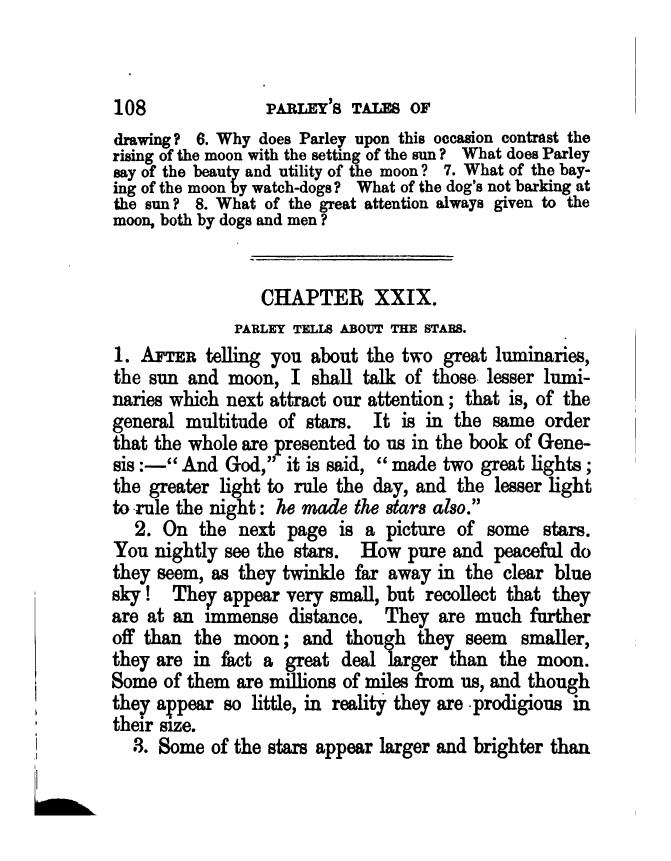 108 PARLEY'S TALES OF
drawing? 6. Why does Parley upon this occasion contrast the
rising of the moon with the setting of the sun? What does Parley
say of the beauty and utility of the moon? 7. What of the bay-
ing of the moon by watch-dogs? What of the dog's not barking at
the sun? 8. What of the great attention always given to the
moon, both by dogs and men?
CHAPTER XXIX.
PARLEY TELLS ABOUT THE STARS.
1. AFTER telling you about the two great luminaries,
the sun and moon, I shall talk of those lesser lumi-
naries which next attract our attention; that is, of the
general multitude of stars. It is in the same order
that the whole are presented to us in the book of Gene-
sis:—"And God," it is said, "made two great lights;
the greater light to rule the day, and the lesser light
to rule the night: he made the stars also."
2. On the next page is a picture of some stars.
You nightly see the stars. How pure and peaceful do
they seem, as they twinkle far away in the clear blue
sky! They appear very small, but recollect that they
are at an immense distance. They are much further
off than the moon; and though they seem smaller,
they are in fact a great deal larger than the moon.
Some of them are millions of miles from us, and though
they appear so little, in reality they are prodigious in
their size.
3. Some of the stars appear larger and brighter than